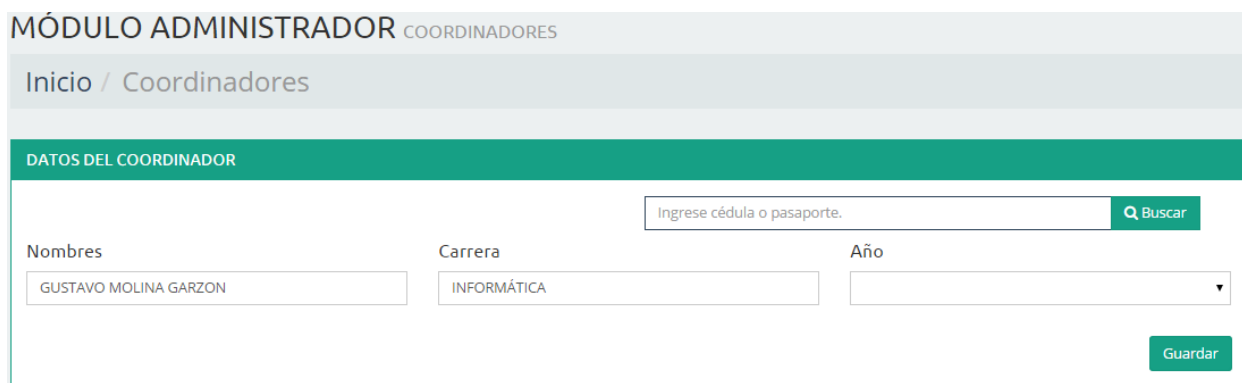 MÓDULO ADMINISTRADOR COORDINADORES
Inicio / Coordinadores
DATOS DEL COORDINADOR
Ingrese cédula o pasaporte. Buscar
Nombres Carrera Año
GUSTAVO MOLINA GARZON INFORMÁTICA
Guardar